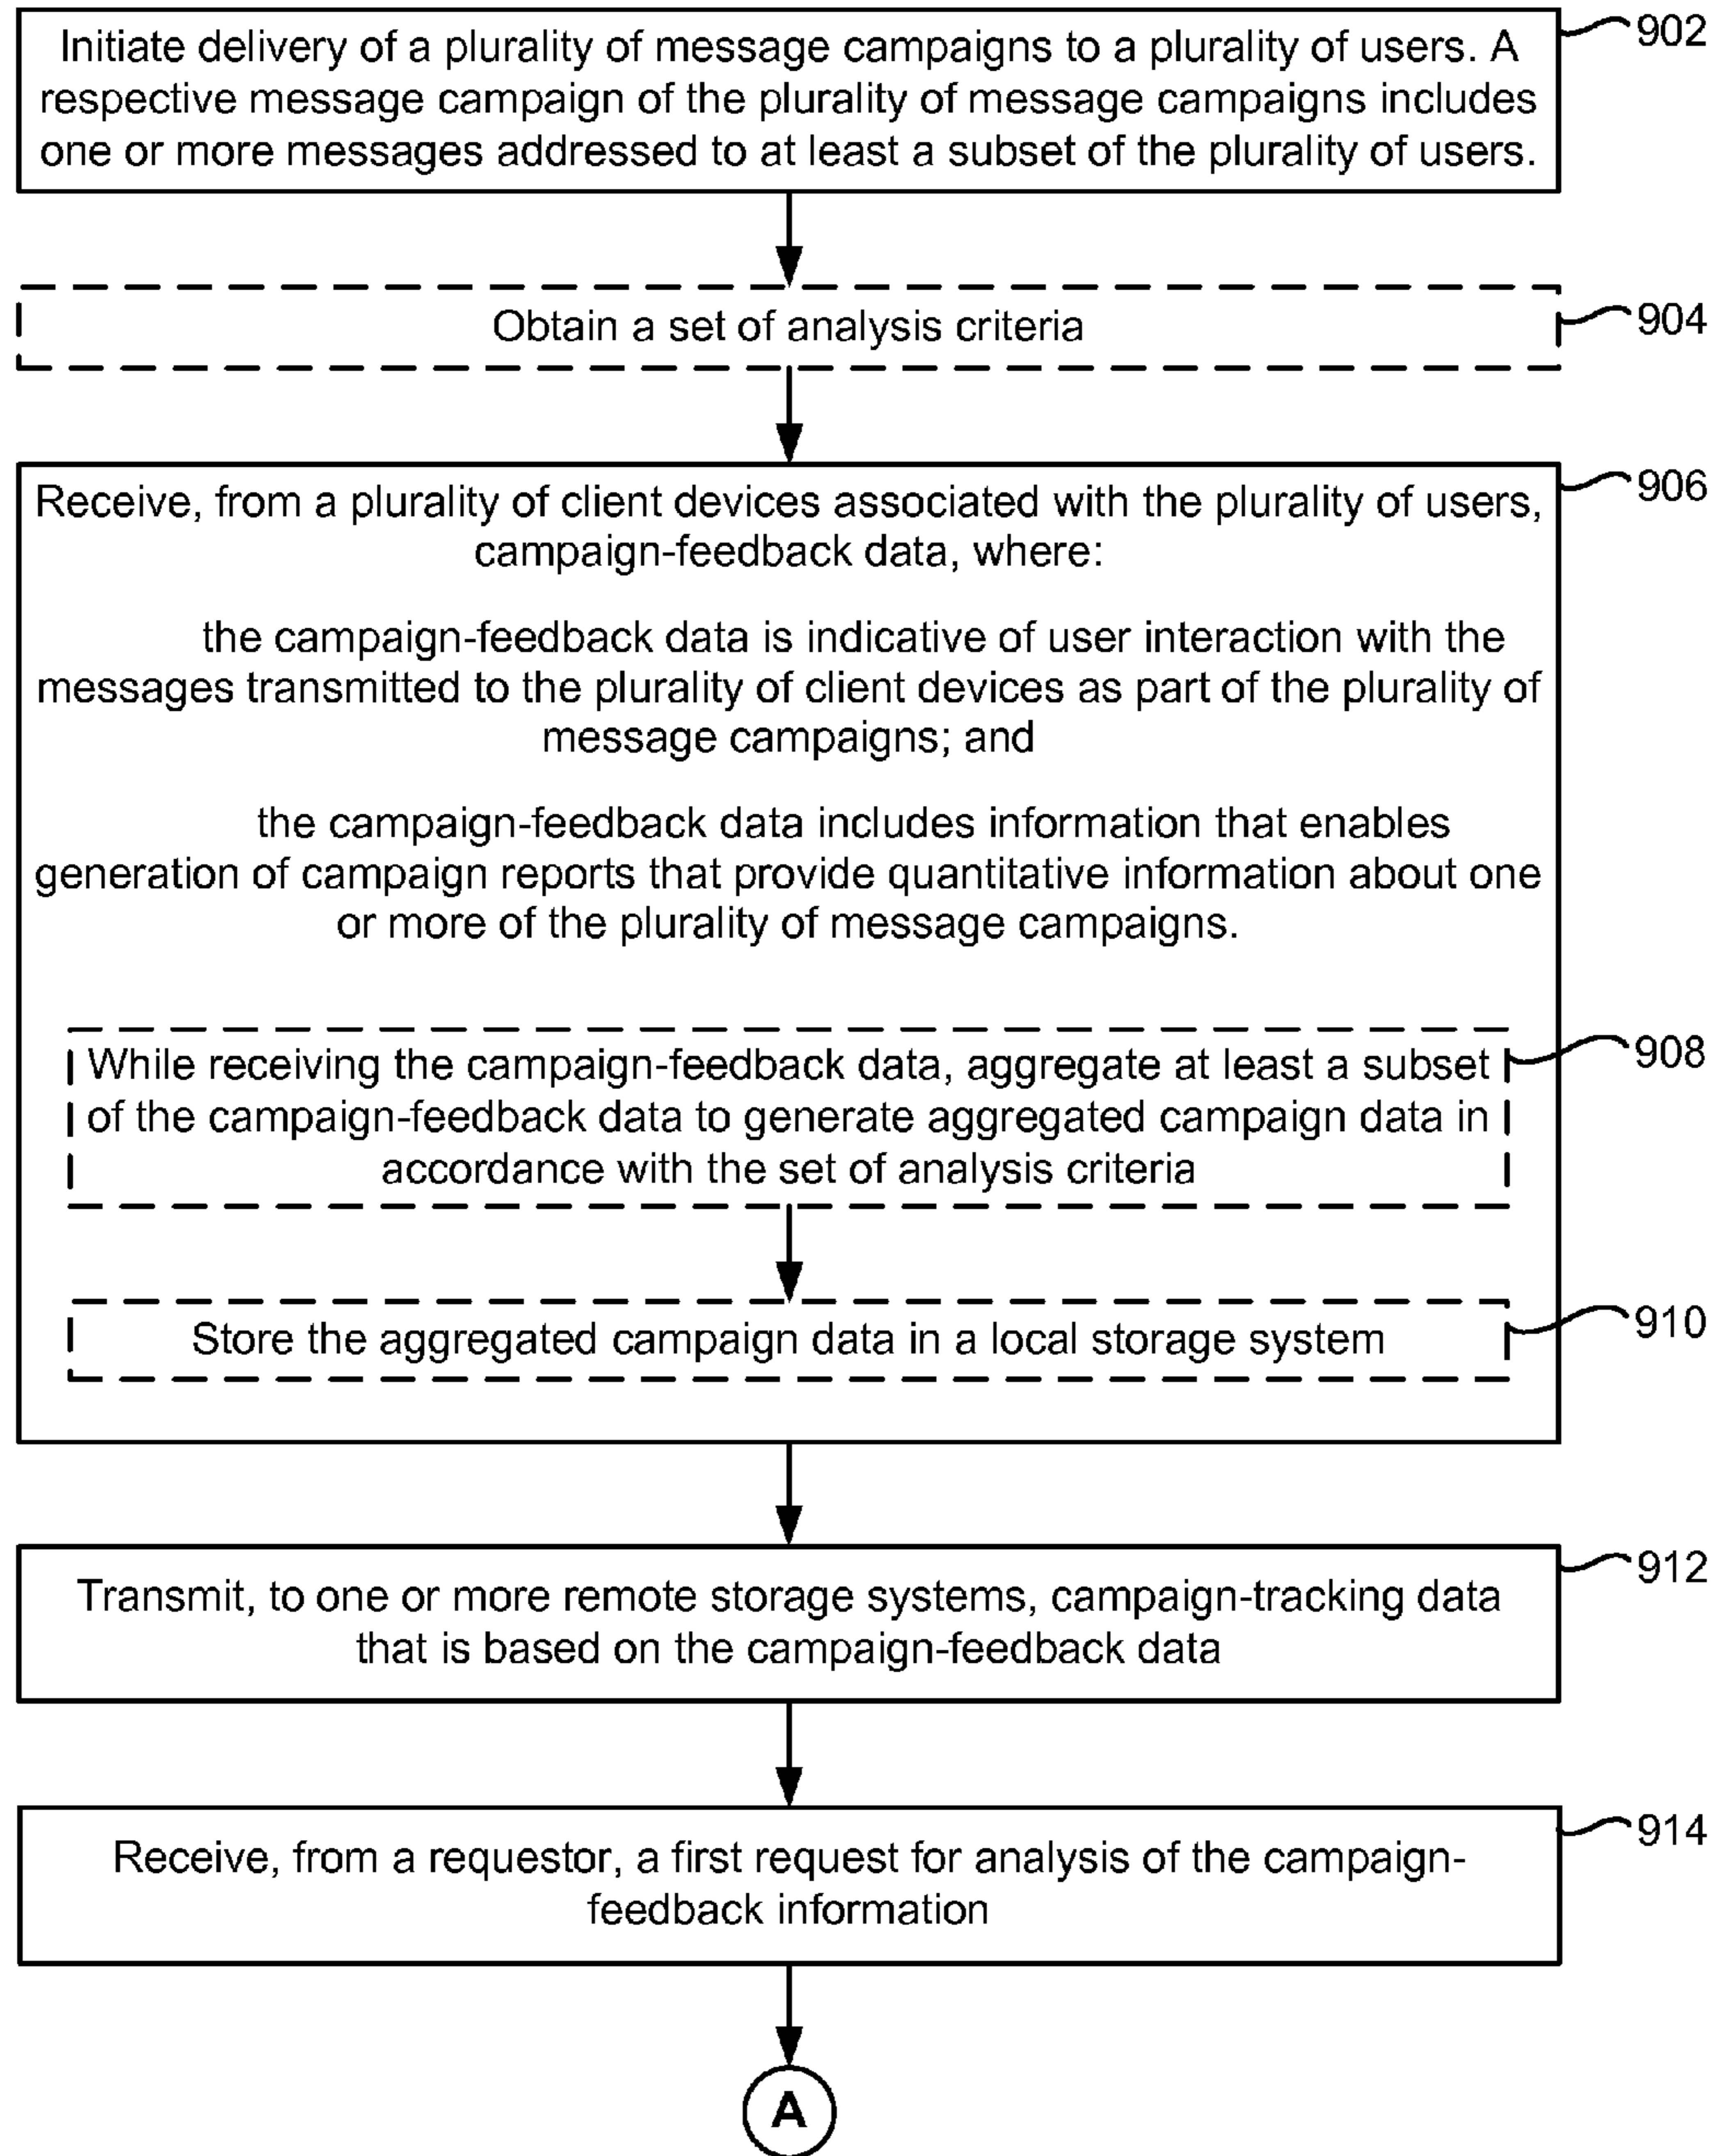 Initiate delivery of a plurality of message campaigns to a plurality of users. A
respective message campaign of the plurality of message campaigns includes
one or more messages addressed to at least a subset of the plurality of users.
902
Obtain a set of analysis criteria
904
Receive, from a plurality of client devices associated with the plurality of users,
campaign-feedback data, where:
906
the campaign-feedback data is indicative of user interaction with the
messages transmitted to the plurality of client devices as part of the plurality of
message campaigns; and
the campaign-feedback data includes information that enables
generation of campaign reports that provide quantitative information about one
or more of the plurality of message campaigns.
While receiving the campaign-feedback data, aggregate at least a subset
of the campaign-feedback data to generate aggregated campaign data in
accordance with the set of analysis criteria
908
Store the aggregated campaign data in a local storage system
910
Transmit, to one or more remote storage systems, campaign-tracking data
that is based on the campaign-feedback data
912
Receive, from a requestor, a first request for analysis of the campaign-
feedback information
914
A